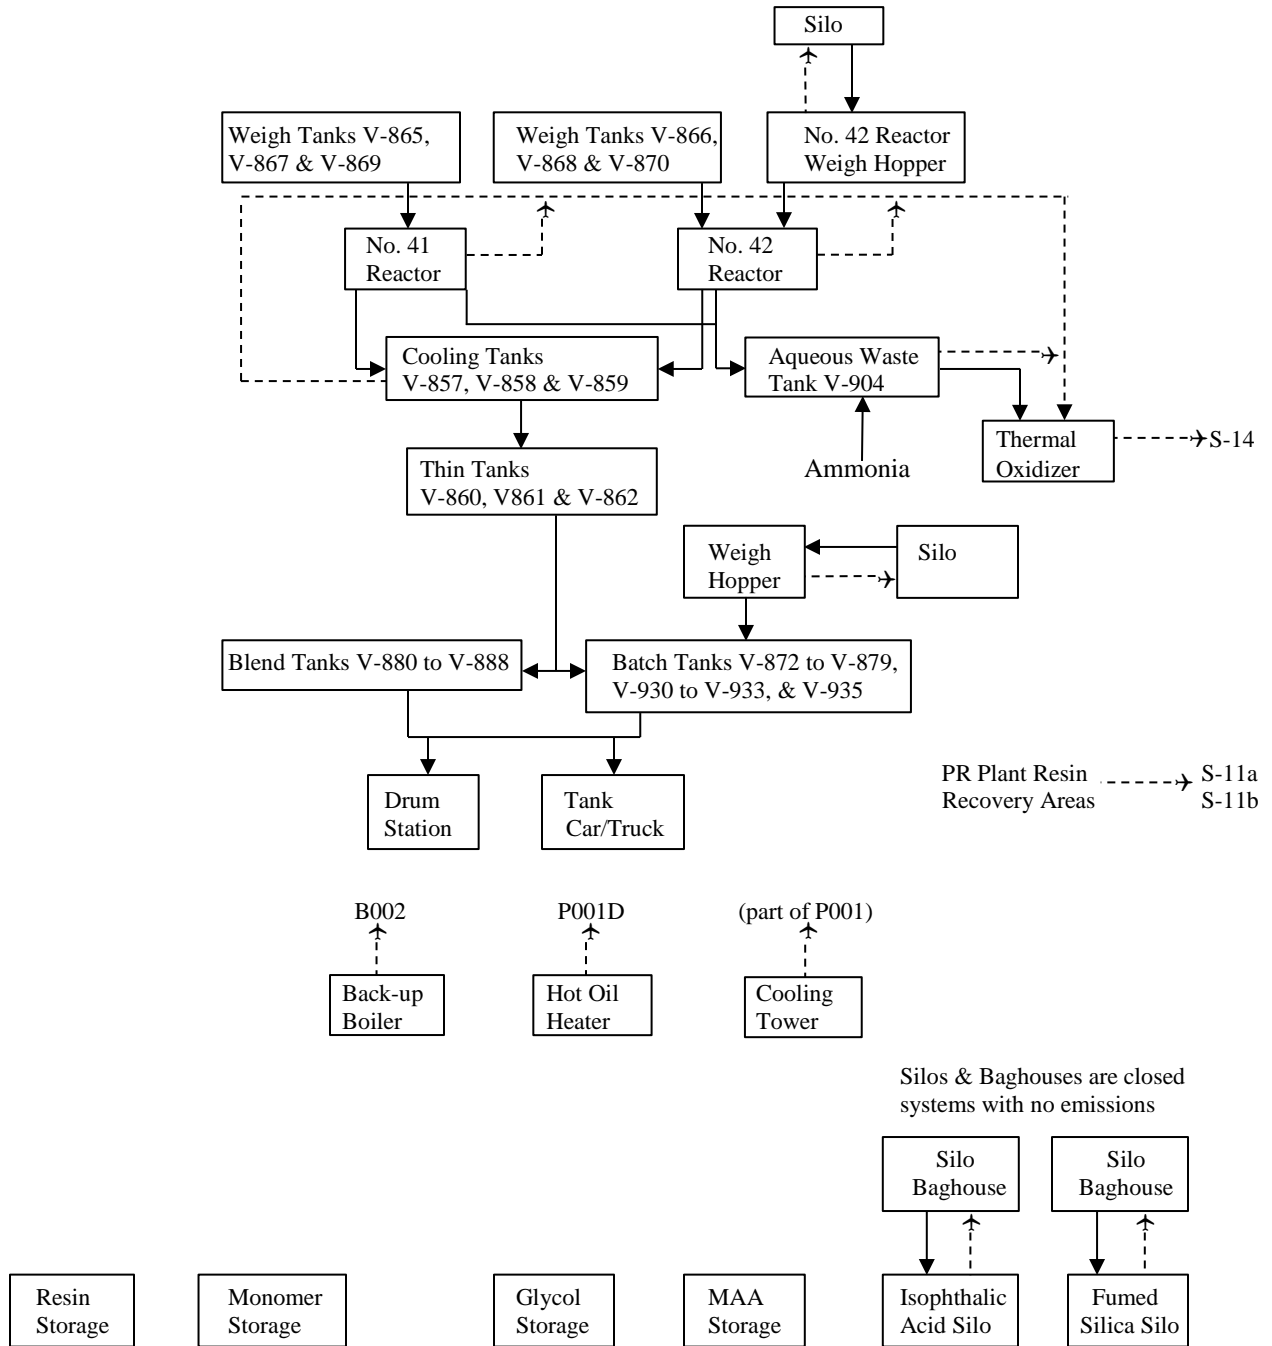 Silo
Weigh Tanks V-865,
V-867 & V-869
Weigh Tanks V-866,
V-868 & V-870
No. 42 Reactor
Weigh Hopper
No. 41
Reactor
No. 42
Reactor
Cooling Tanks
V-857, V-858 & V-859
Aqueous Waste
Tank V-904
Thermal
Oxidizer
S-14
Thin Tanks
V-860, V861 & V-862
Ammonia
Weigh
Hopper
Silo
Blend Tanks V-880 to V-888
Batch Tanks V-872 to V-879,
V-930 to V-933, & V-935
Drum
Station
Tank
Car/Truck
PR Plant Resin
Recovery Areas
S-11a
S-11b
B002
P001D
(part of P001)
Back-up
Boiler
Hot Oil
Heater
Cooling
Tower
Silos & Baghouses are closed
systems with no emissions
Silo
Baghouse
Silo
Baghouse
Resin
Storage
Monomer
Storage
Glycol
Storage
MAA
Storage
Isophthalic
Acid Silo
Fumed
Silica Silo